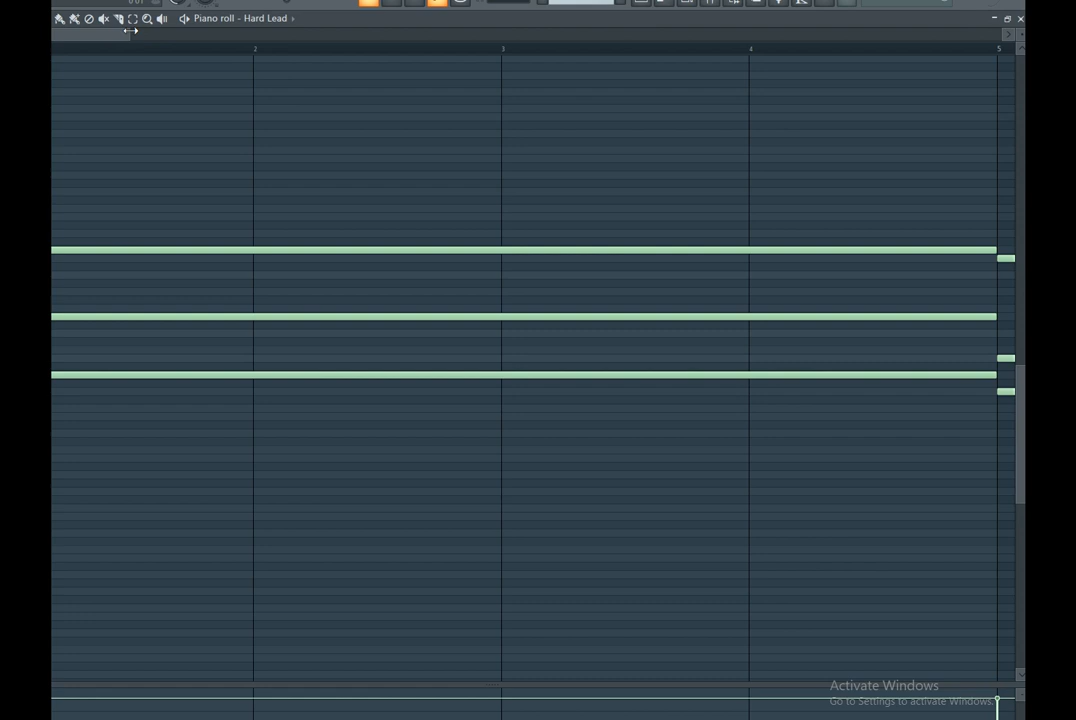 Piano roll - Hard Lead ›
2 3 4 5
Activate Windows
Go to Settings to activate Windows.